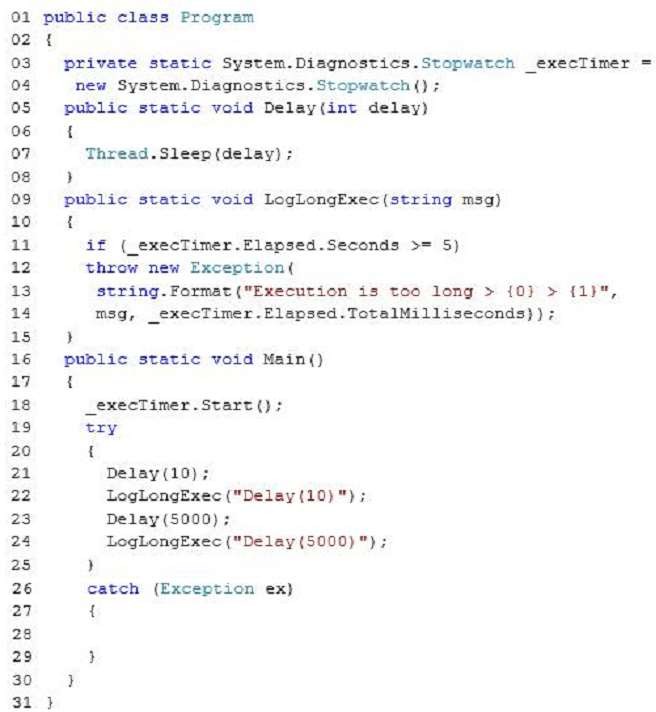 01 public class Program
02 {
03 private static System.Diagnostics.Stopwatch _execTimer =
04 new System.Diagnostics.Stopwatch();
05 public static void Delay(int delay)
06 {
07 Thread.Sleep(delay);
08 }
09 public static void LogLongExec(string msg)
10 {
11 if (_execTimer.Elapsed.Seconds >= 5)
12 throw new Exception(
13 string.Format("Execution is too long > {0} > {1}",
14 msg, _execTimer.Elapsed.TotalMilliseconds));
15 }
16 public static void Main()
17 {
18 _execTimer.Start();
19 try
20 {
21 Delay(10);
22 LogLongExec("Delay(10)");
23 Delay(5000);
24 LogLongExec("Delay(5000)");
25 }
26 catch (Exception ex)
27 {
28
29 }
30 }
31 }